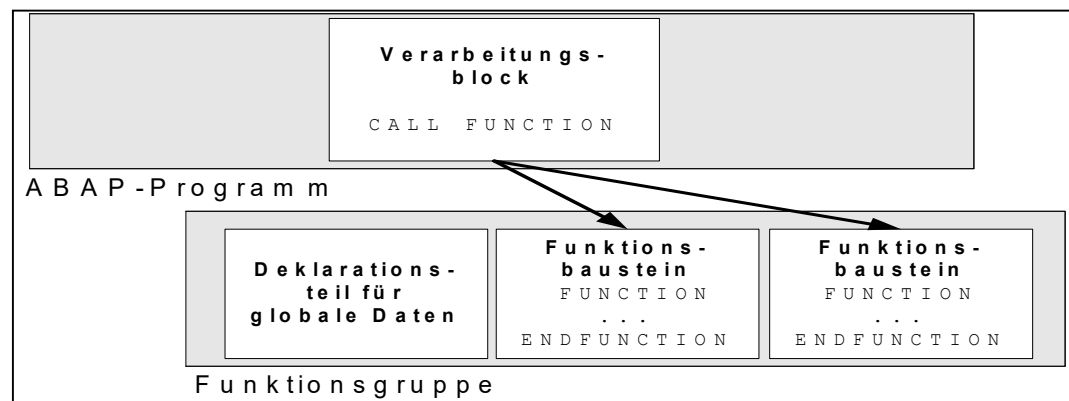 Verarbeitungs-
block
CALL FUNCTION
ABAP-Programm
Deklarations-
teil für
globale Daten
Funktions-
baustein
FUNCTION
...
ENDFUNCTION
Funktions-
baustein
FUNCTION
...
ENDFUNCTION
Funktionsgruppe